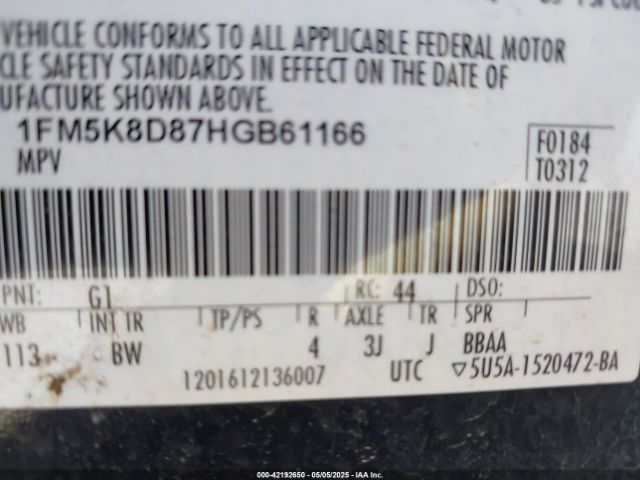 VEHICLE CONFORMS TO ALL APPLICABLE FEDERAL MOTOR
CLE SAFETY STANDARDS IN EFFECT ON THE DATE OF
UFACTURE SHOWN ABOVE.
1FM5K8D87HGB61166
MPV
F0184
T0312
PNT: G1 RC: 44 DSO:
WB INT TR TP/PS R AXLE TR SPR
113 BW 4 3J J BBAA
1201612136007 UTC ▽5U5A-1520472-BA
000-42192650 - 05/05/2025 - IAA Inc.